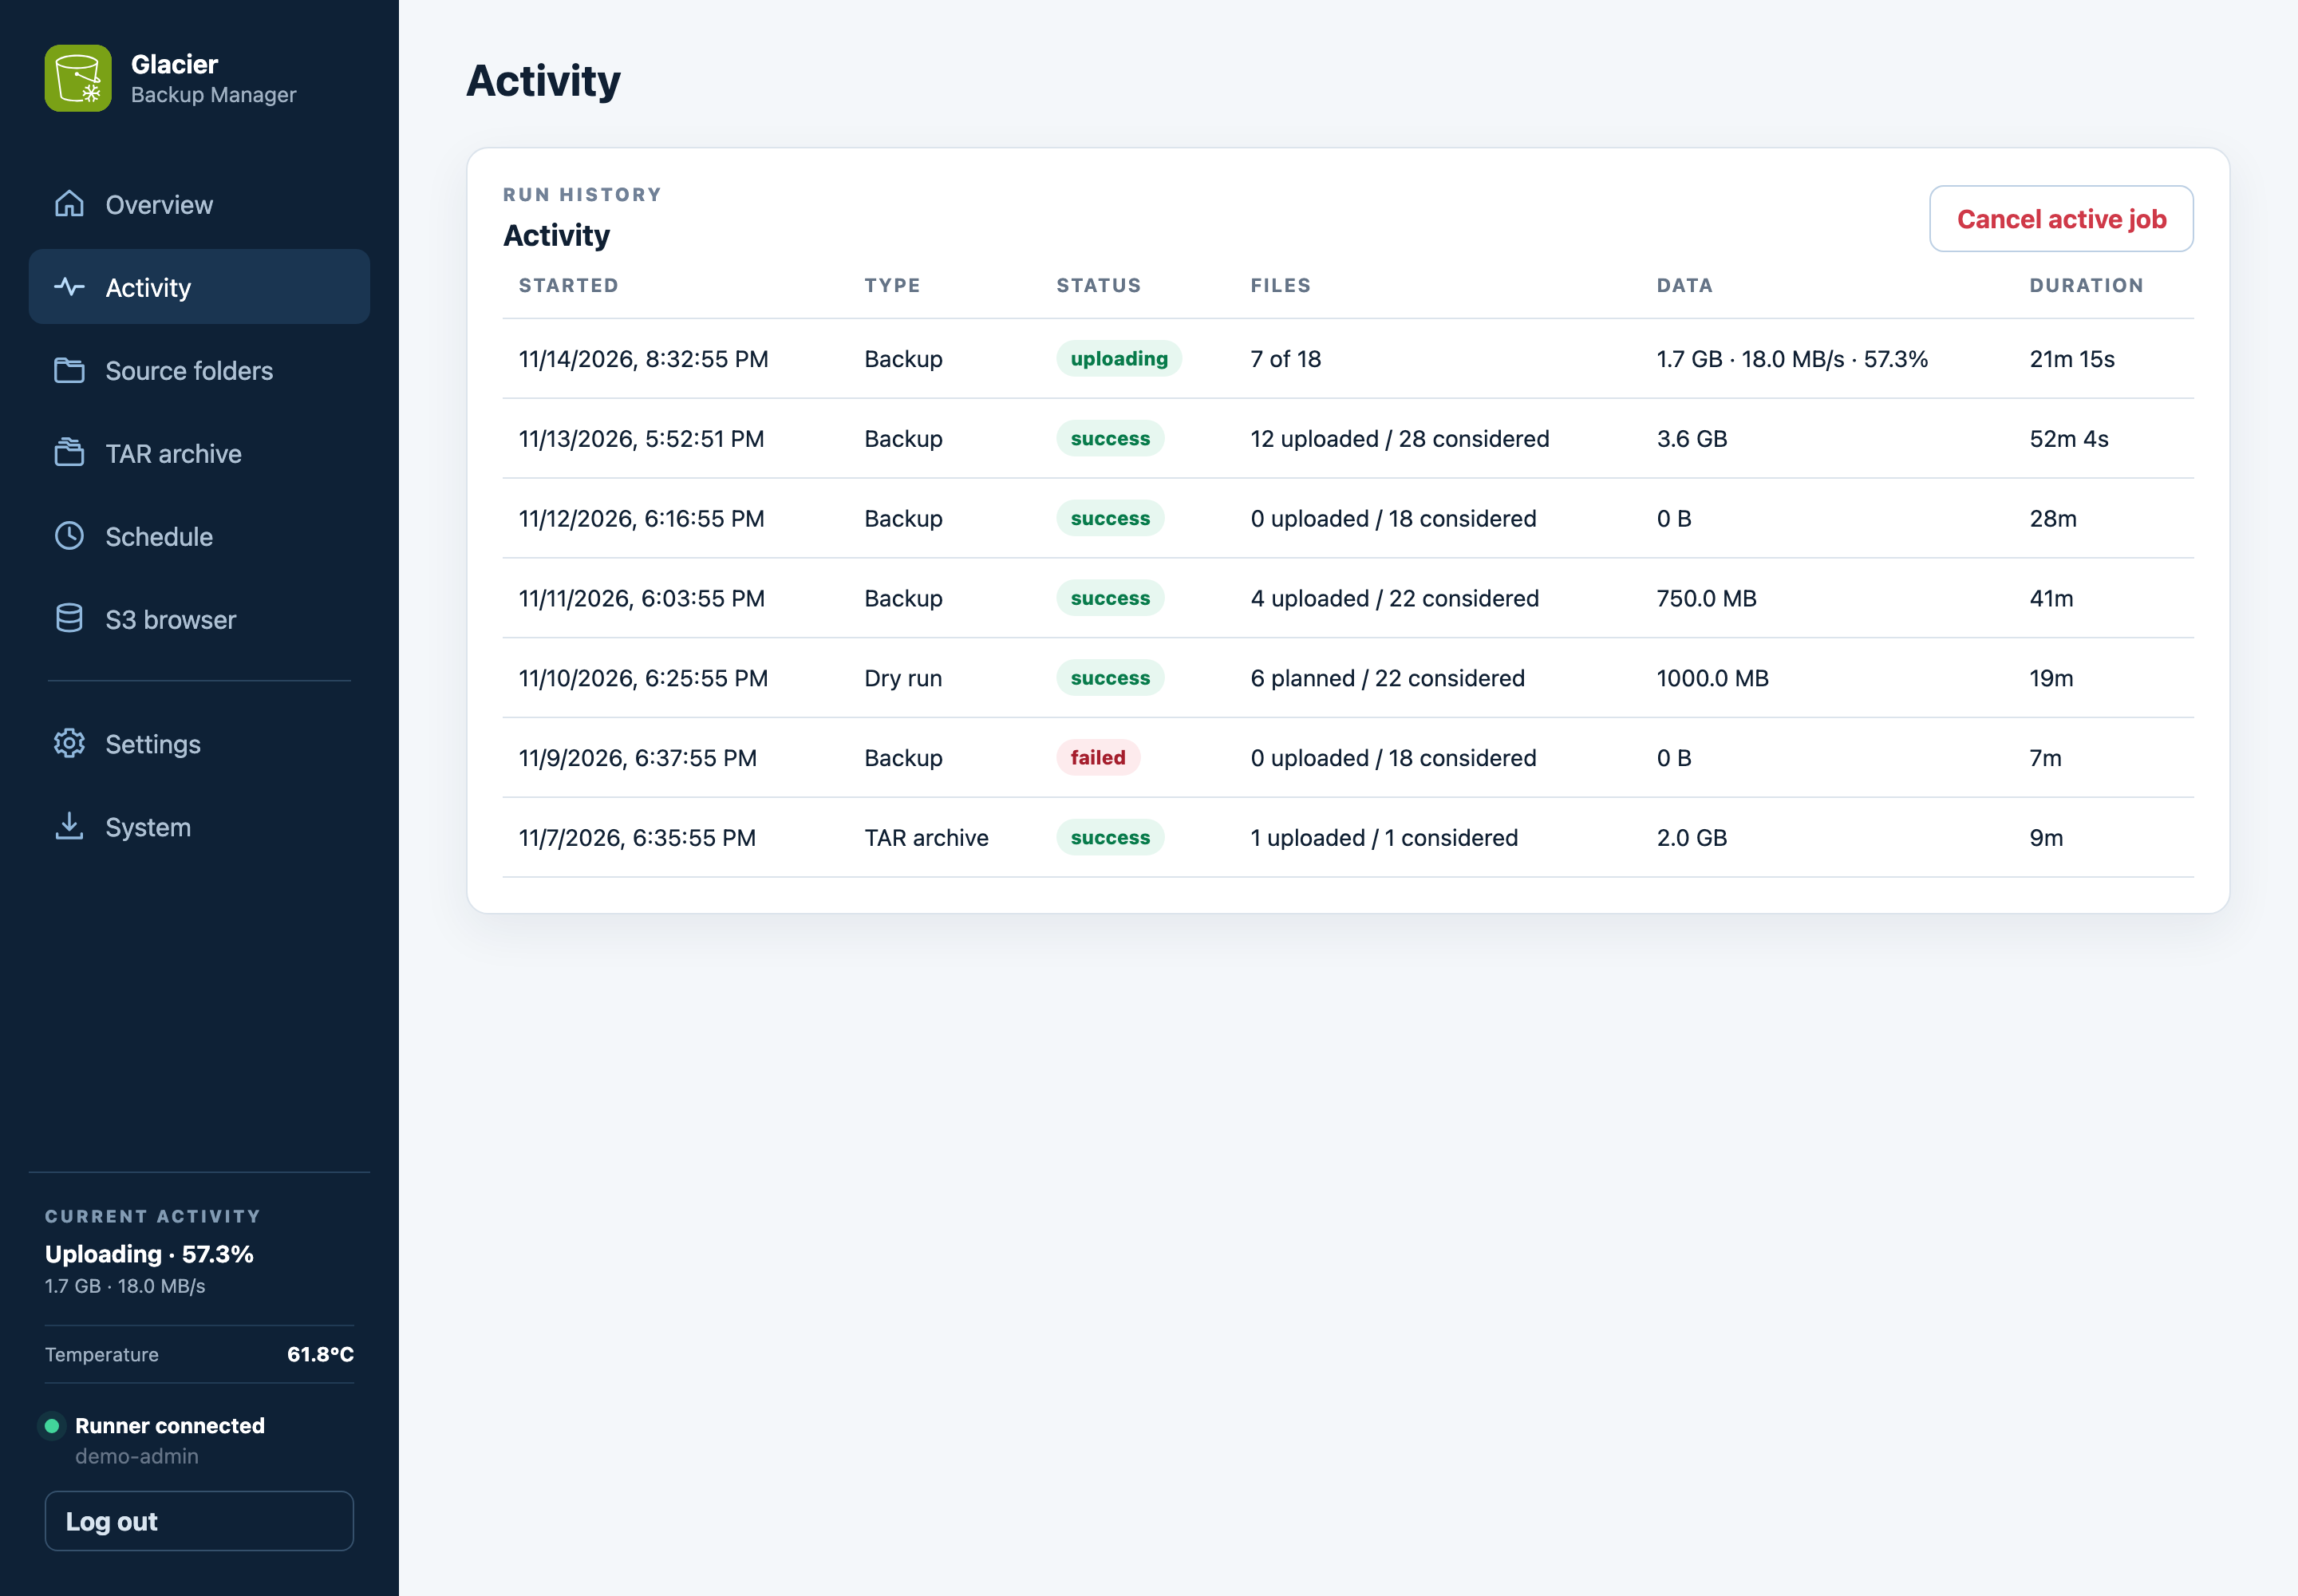 Glacier
Backup Manager
Overview
Activity
Source folders
TAR archive
Schedule
S3 browser
Settings
System
CURRENT ACTIVITY
Uploading · 57.3%
1.7 GB · 18.0 MB/s
Temperature 61.8°C
Runner connected
demo-admin
Log out
Activity
RUN HISTORY
Activity
Cancel active job
STARTED TYPE STATUS FILES DATA DURATION
11/14/2026, 8:32:55 PM Backup uploading 7 of 18 1.7 GB · 18.0 MB/s · 57.3% 21m 15s
11/13/2026, 5:52:51 PM Backup success 12 uploaded / 28 considered 3.6 GB 52m 4s
11/12/2026, 6:16:55 PM Backup success 0 uploaded / 18 considered 0 B 28m
11/11/2026, 6:03:55 PM Backup success 4 uploaded / 22 considered 750.0 MB 41m
11/10/2026, 6:25:55 PM Dry run success 6 planned / 22 considered 1000.0 MB 19m
11/9/2026, 6:37:55 PM Backup failed 0 uploaded / 18 considered 0 B 7m
11/7/2026, 6:35:55 PM TAR archive success 1 uploaded / 1 considered 2.0 GB 9m